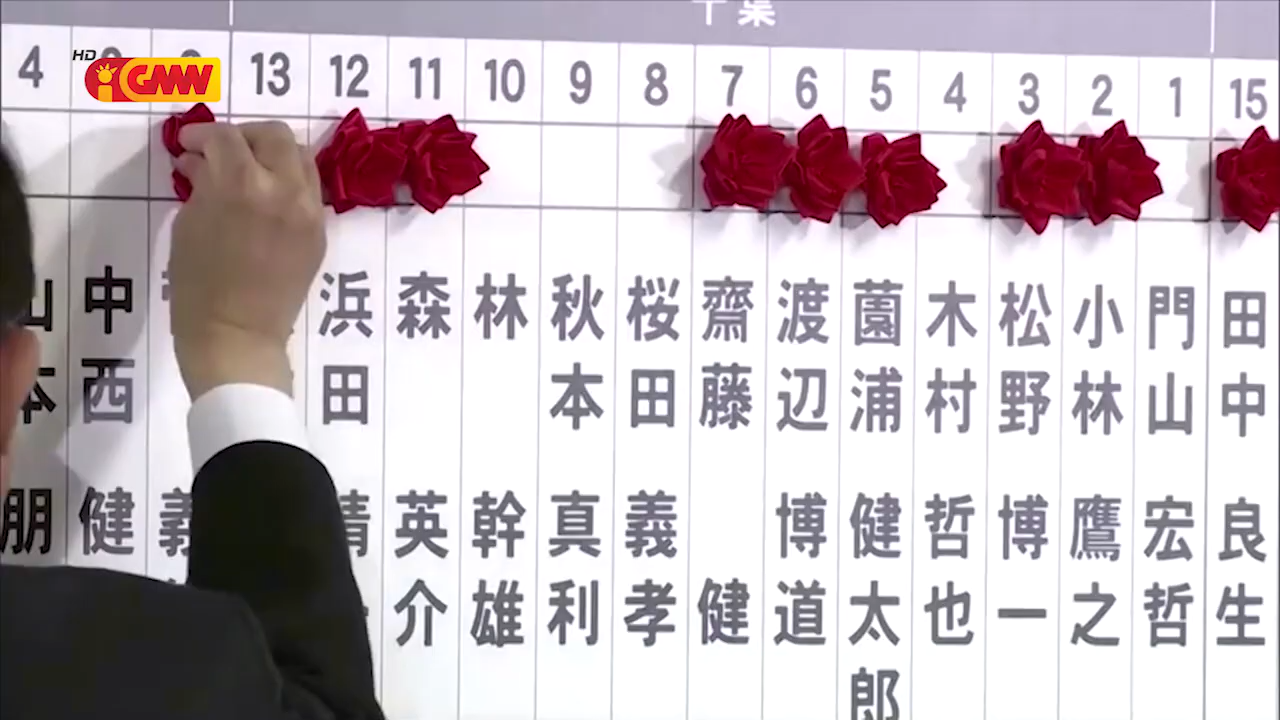 HD
iGMW
千葉
4 13 12 11 10 9 8 7 6 5 4 3 2 1 15
中西 健
義
浜田 靖
森 英介
林 幹雄
秋本 真利
桜田 義孝
齋藤 健
渡辺 博道
薗浦 健太郎
木村 哲也
松野 博一
小林 鷹之
門山 宏哲
田中 良生